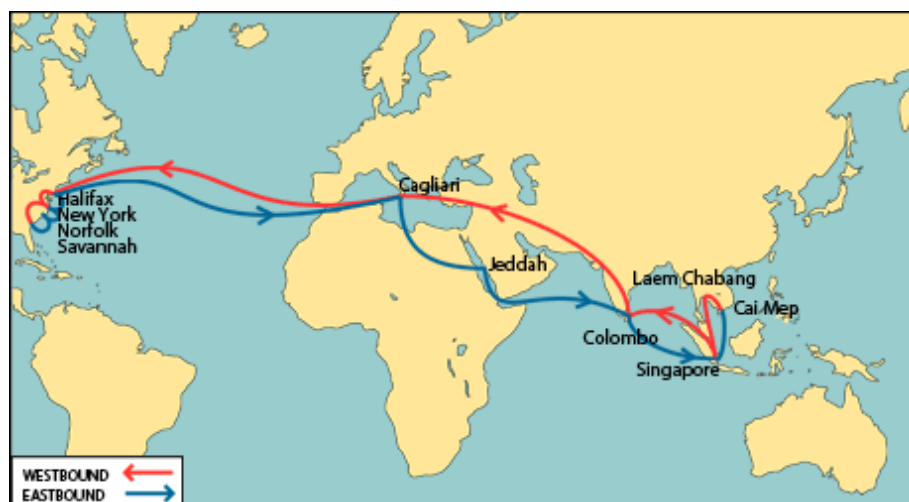 Cagliari
Halifax
New York
Norfolk
Savannah
Jeddah
Laem Chabang
Cai Mep
Colombo
Singapore
WESTBOUND
EASTBOUND